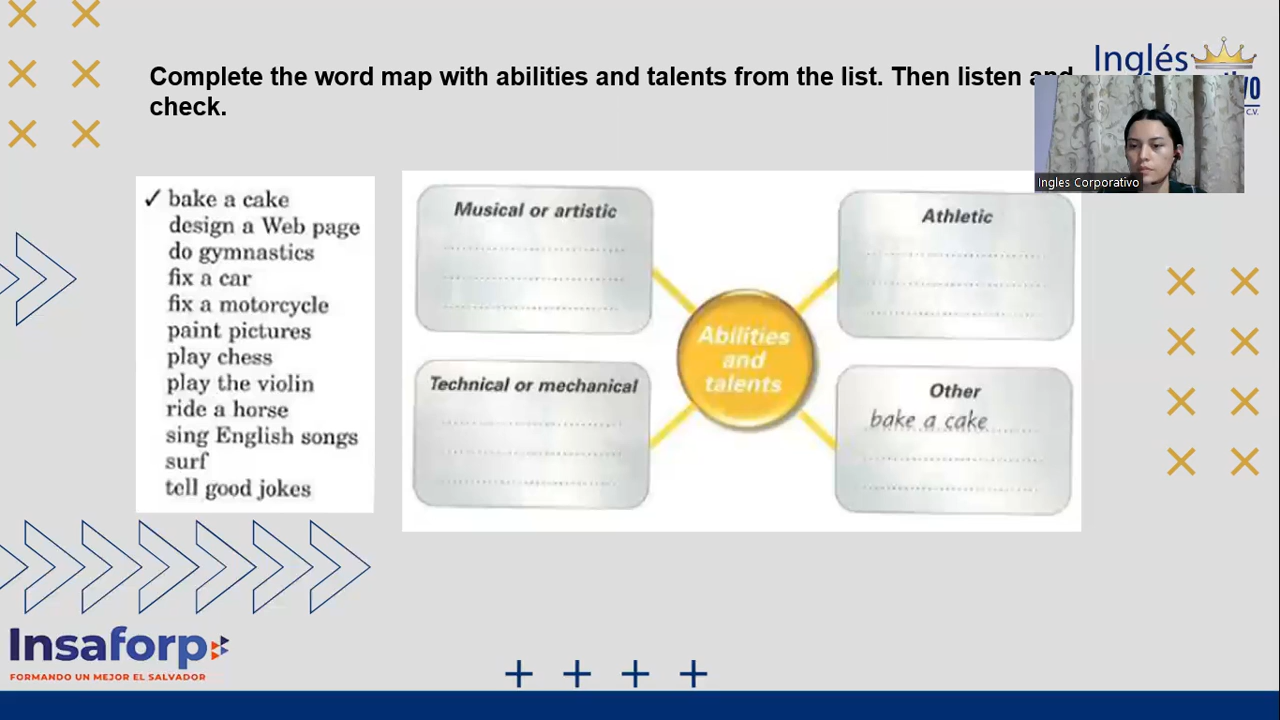 Complete the word map with abilities and talents from the list. Then listen and
check.
Inglés
vo
C.V.
Ingles Corporativo
✓ bake a cake
design a Web page
do gymnastics
fix a car
fix a motorcycle
paint pictures
play chess
play the violin
ride a horse
sing English songs
surf
tell good jokes
Musical or artistic
Athletic
Abilities
and
talents
Technical or mechanical
Other
bake a cake
Insaforp
FORMANDO UN MEJOR EL SALVADOR